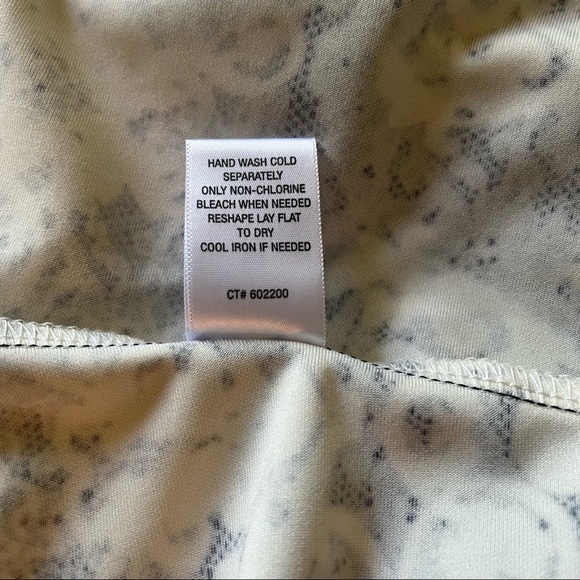 HAND WASH COLD
SEPARATELY
ONLY NON-CHLORINE
BLEACH WHEN NEEDED
RESHAPE LAY FLAT
TO DRY
COOL IRON IF NEEDED
CT# 602200